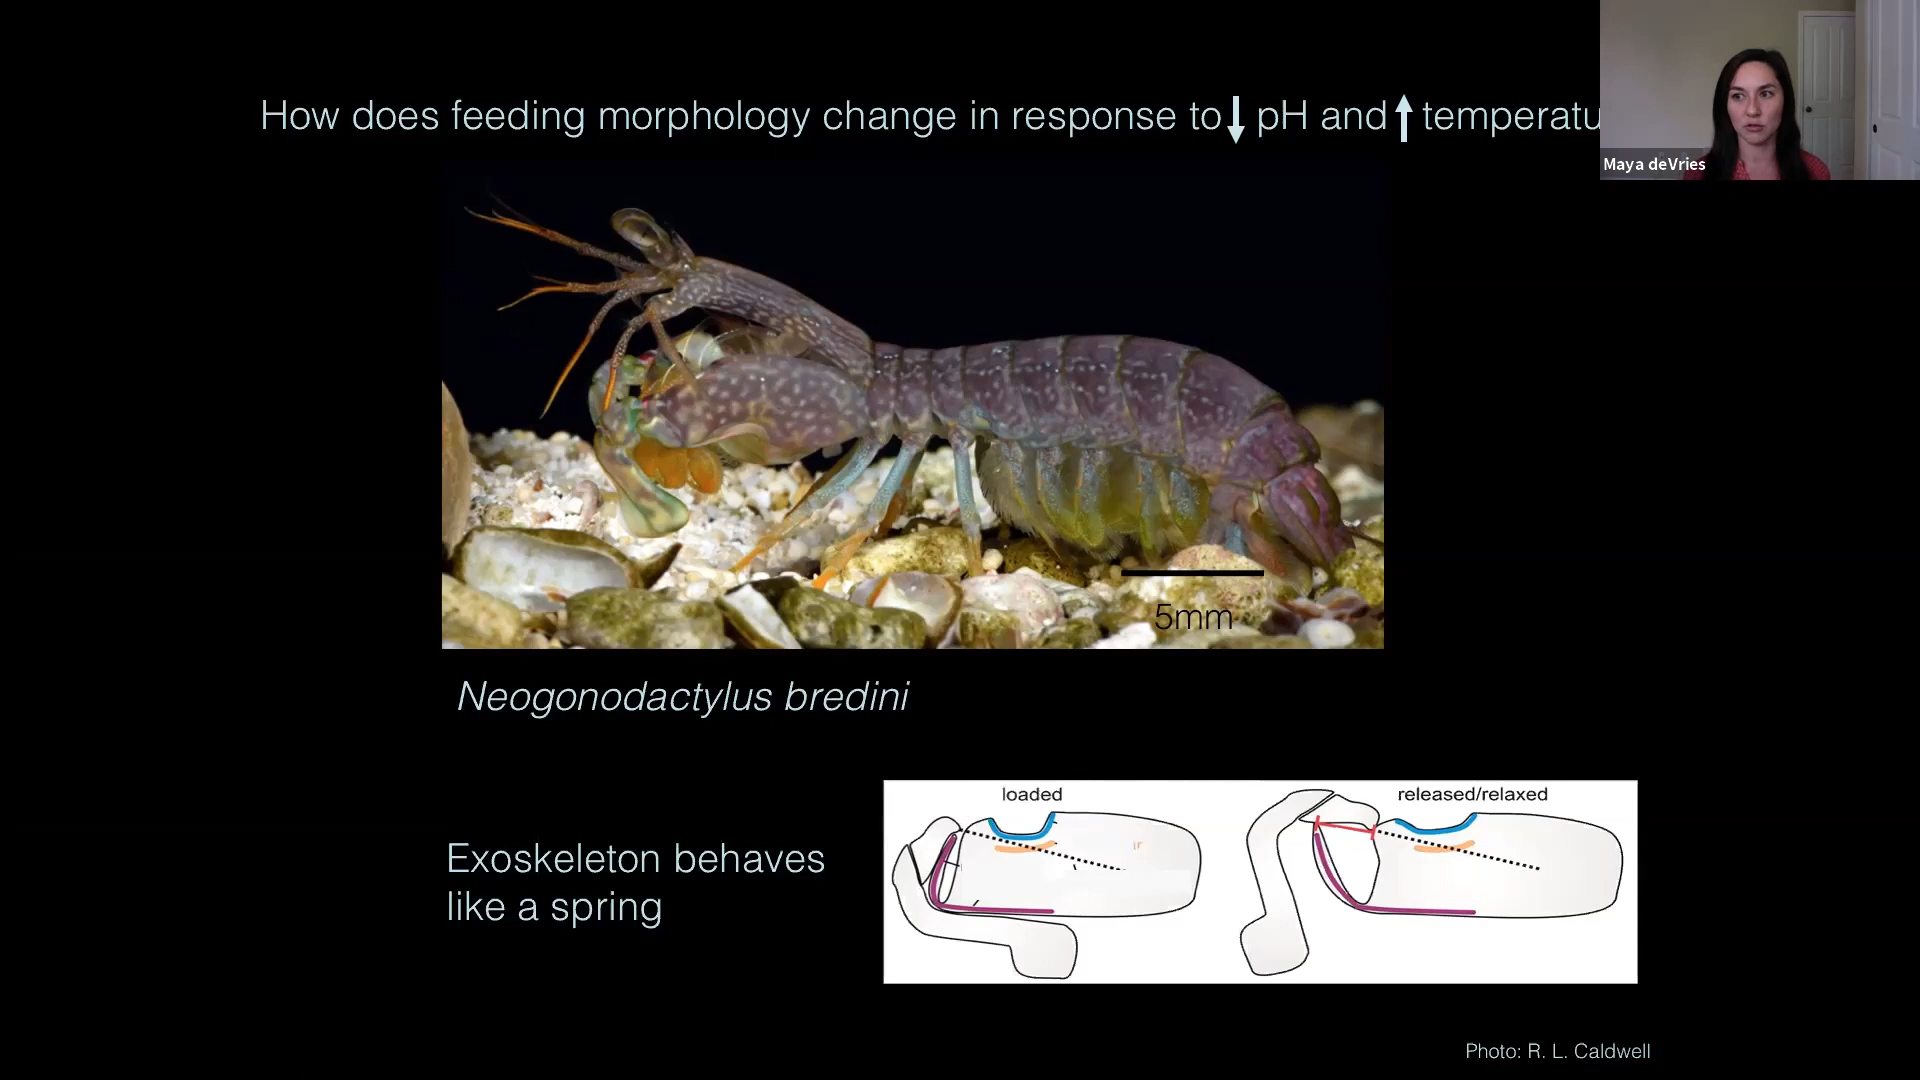 How does feeding morphology change in response to pH and temperatu
Maya deVries
5mm
Neogonodactylus bredini
loaded
released/relaxed
Exoskeleton behaves
like a spring
Photo: R. L. Caldwell